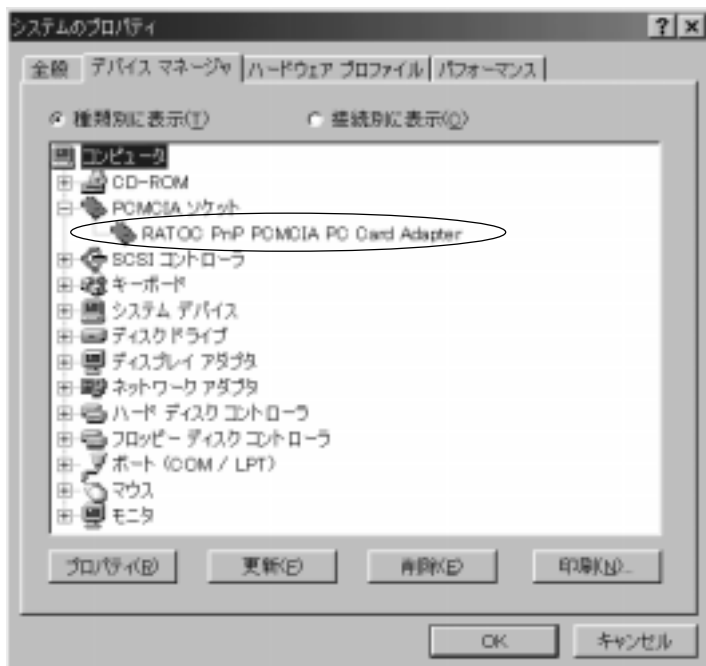 システムのプロパティ
? ×
全般 デバイス マネージャ ハードウェア プロファイル パフォーマンス
種類別に表示(T) 接続別に表示(O)
コンピュータ
CD-ROM
PCMCIA ソケット
RATOC PnP PCMCIA PC Card Adapter
SCSI コントローラ
キーボード
システム デバイス
ディスク ドライブ
ディスプレイ アダプタ
ネットワーク アダプタ
ハード ディスク コントローラ
フロッピー ディスク コントローラ
ポート (COM / LPT)
マウス
モニタ
プロパティ(R) 更新(F) 削除(E) 印刷(N)...
OK キャンセル